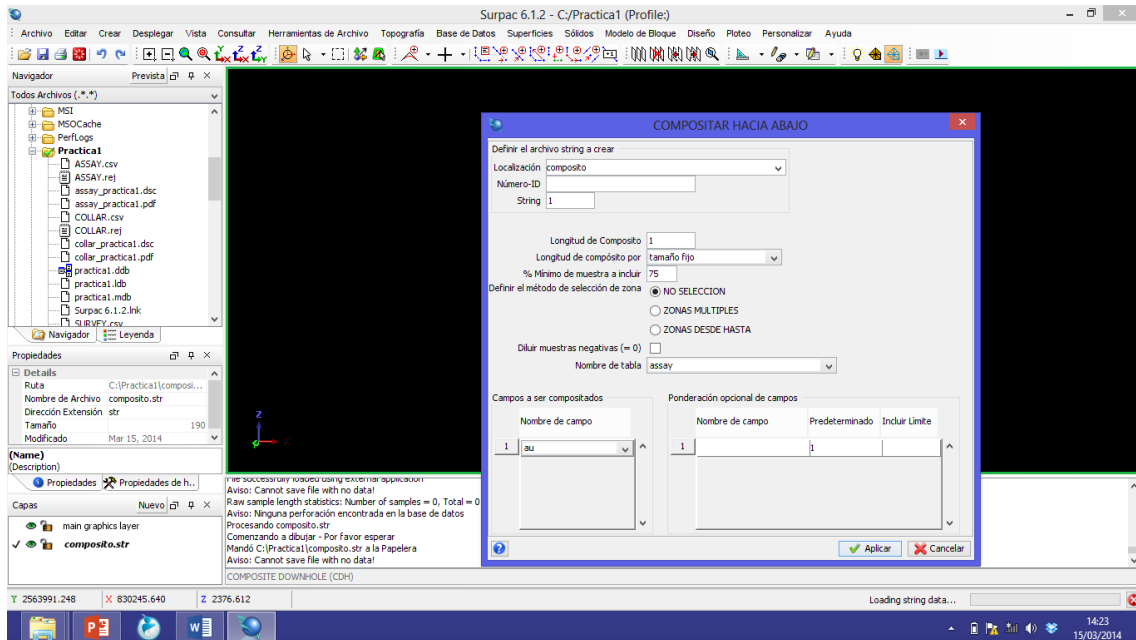 Surpac 6.1.2 - C:/Practica1 (Profile:)
Archivo Editar Crear Desplegar Vista Consultar Herramientas de Archivo Topografía Base de Datos Superficies Sólidos Modelo de Bloque Diseño Ploteo Personalizar Ayuda
Navegador Prevista
Todos Archivos (.*.*)
MSI
MSOCache
PerfLogs
Practica1
ASSAY.csv
ASSAY.rej
assay_practica1.dsc
assay_practica1.pdf
COLLAR.csv
COLLAR.rej
collar_practica1.dsc
collar_practica1.pdf
practica1.ddb
practica1.ldb
practica1.mdb
Surpac 6.1.2.lnk
SURVEY.csv
Navigador Leyenda
Propiedades
Details
Ruta C:\Practica1\composi...
Nombre de Archivo composito.str
Dirección Extensión str
Tamaño 190
Modificado Mar 15, 2014
(Name)
(Description)
Propiedades Propiedades de h..
Capas Nuevo
main graphics layer
composito.str
Z
COMPOSITAR HACIA ABAJO
Definir el archivo string a crear
Localización composito
Número-ID
String 1
Longitud de Composito 1
Longitud de compósito por tamaño fijo
% Mínimo de muestra a incluir 75
Definir el método de selección de zona NO SELECCION
ZONAS MULTIPLES
ZONAS DESDE HASTA
Diluir muestras negativas (= 0)
Nombre de tabla assay
Campos a ser compositados
Nombre de campo
1 au
Ponderación opcional de campos
Nombre de campo Predeterminado Incluir Limite
1 1
Aplicar Cancelar
File successfully loaded using external application
Aviso: Cannot save file with no data!
Raw sample length statistics: Number of samples = 0, Total = 0
Aviso: Ninguna perforación encontrada en la base de datos
Procesando composito.str
Comenzando a dibujar - Por favor esperar
Mandó C:\Practica1\composito.str a la Papelera
Aviso: Cannot save file with no data!
COMPOSITE DOWNHOLE (CDH)
Y 2563991.248 X 830245.640 Z 2376.612 Loading string data...
14:23
15/03/2014